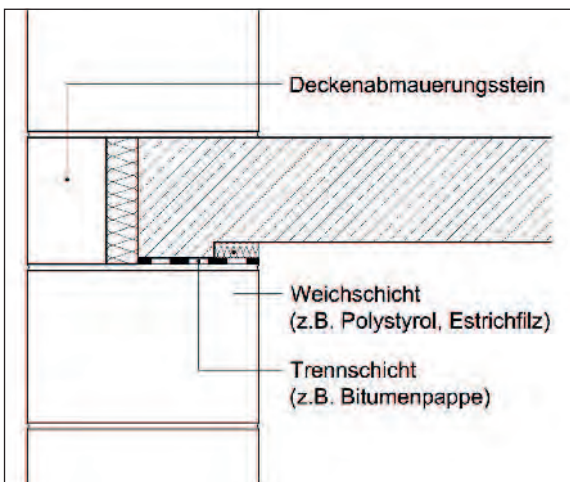 Deckenabmauerungsstein
Weichschicht
(z.B. Polystyrol, Estrichfilz)
Trennschicht
(z.B. Bitumenpappe)